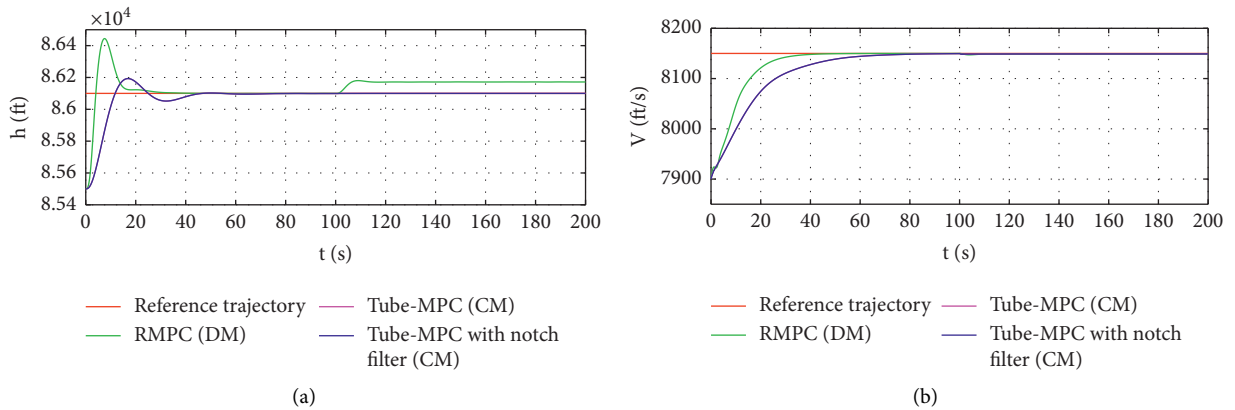 ×10⁴
8.64
8.62
8.6
8.58
8.56
8.54
h (ft)
0 20 40 60 80 100 120 140 160 180 200
t (s)
Reference trajectory
RMPC (DM)
Tube-MPC (CM)
Tube-MPC with notch
filter (CM)
(a)
8200
8100
8000
7900
V (ft/s)
0 20 40 60 80 100 120 140 160 180 200
t (s)
Reference trajectory
RMPC (DM)
Tube-MPC (CM)
Tube-MPC with notch
filter (CM)
(b)